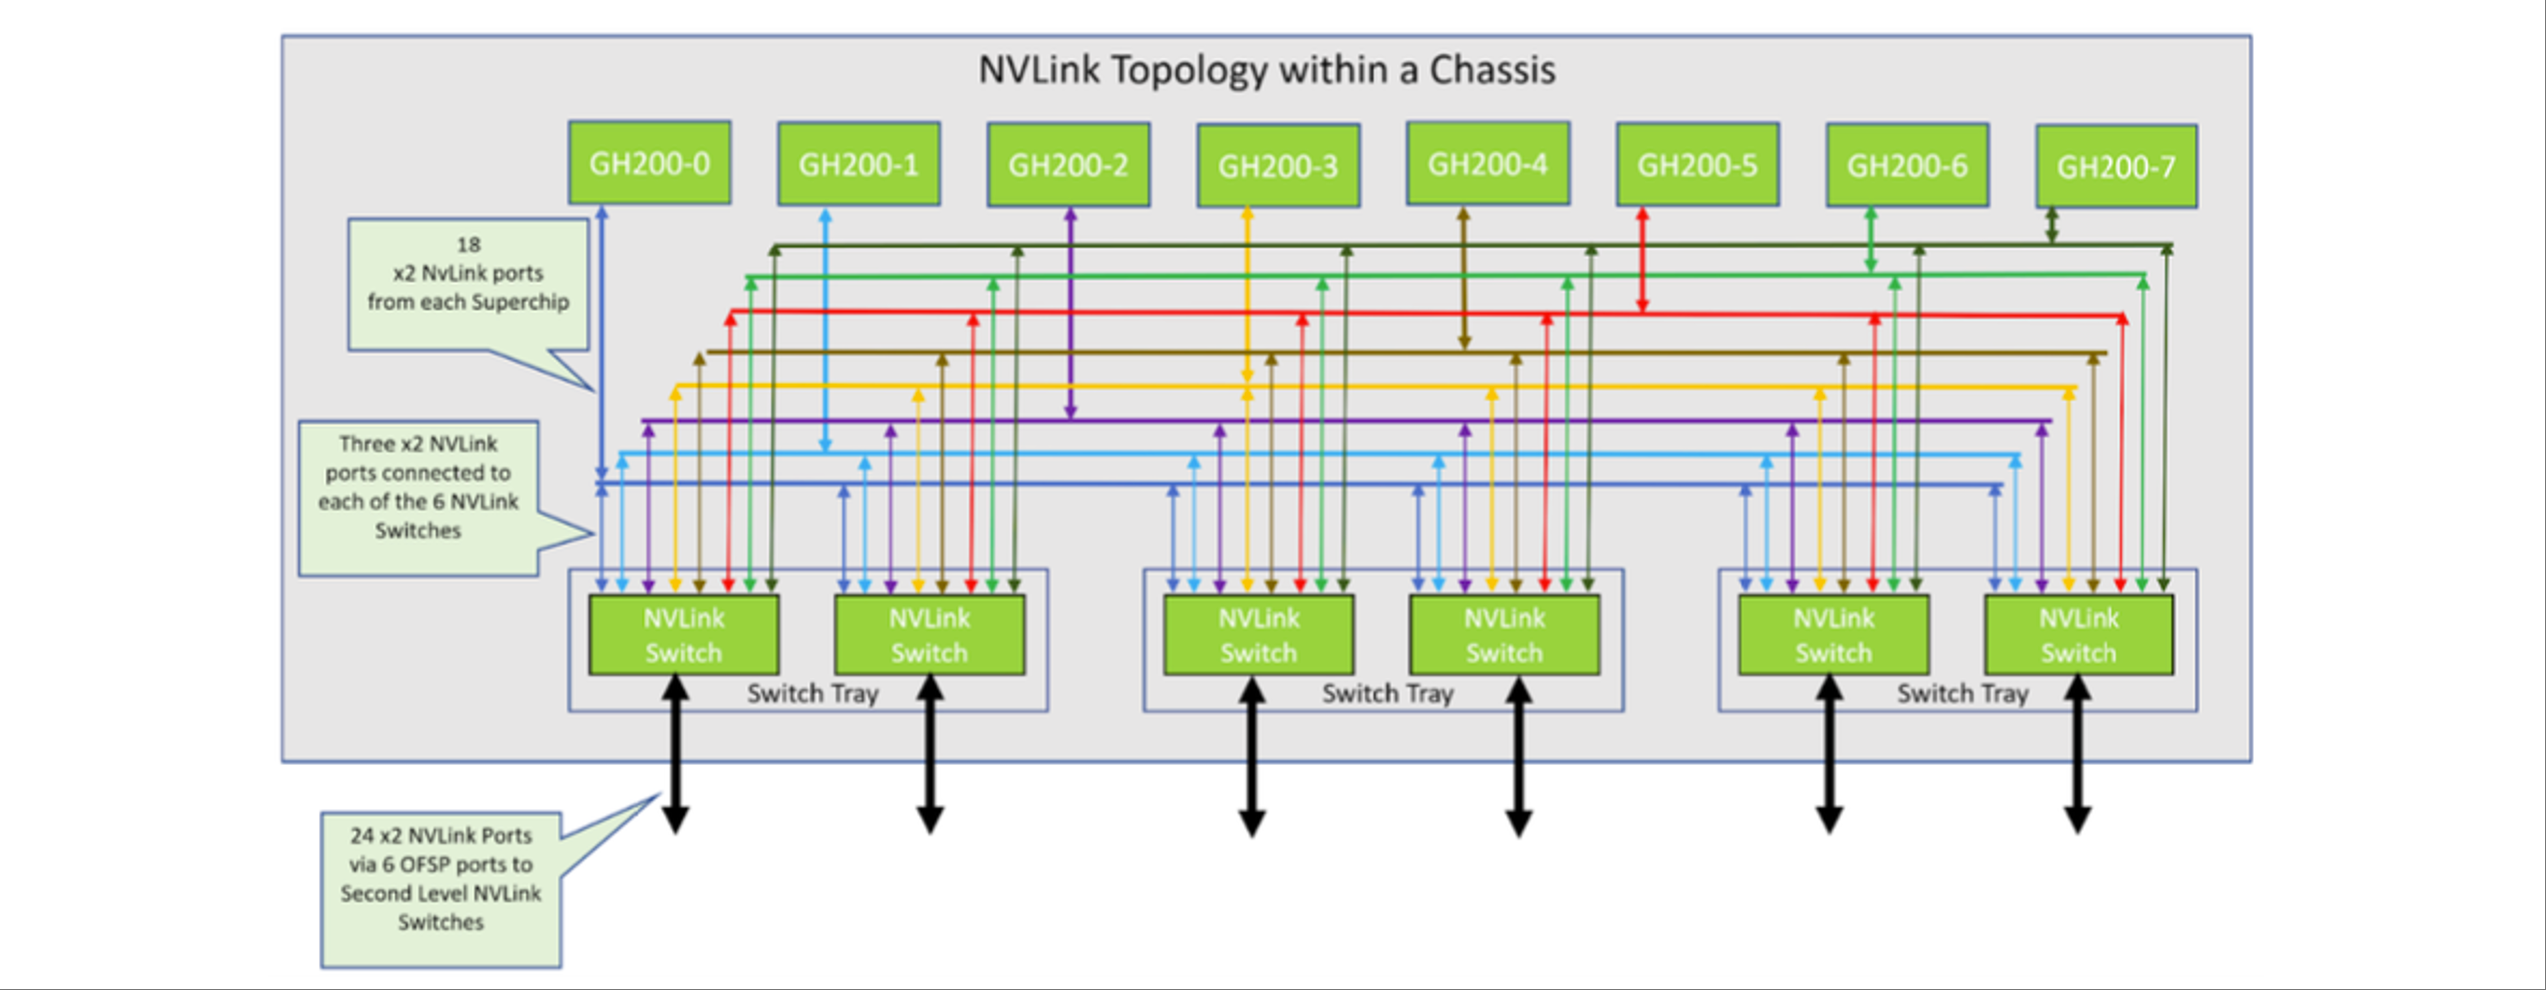 NVLink Topology within a Chassis
GH200-0
GH200-1
GH200-2
GH200-3
GH200-4
GH200-5
GH200-6
GH200-7
18
x2 NvLink ports
from each Superchip
Three x2 NVLink
ports connected to
each of the 6 NVLink
Switches
NVLink
Switch
NVLink
Switch
Switch Tray
NVLink
Switch
NVLink
Switch
Switch Tray
NVLink
Switch
NVLink
Switch
Switch Tray
24 x2 NVLink Ports
via 6 OFSP ports to
Second Level NVLink
Switches